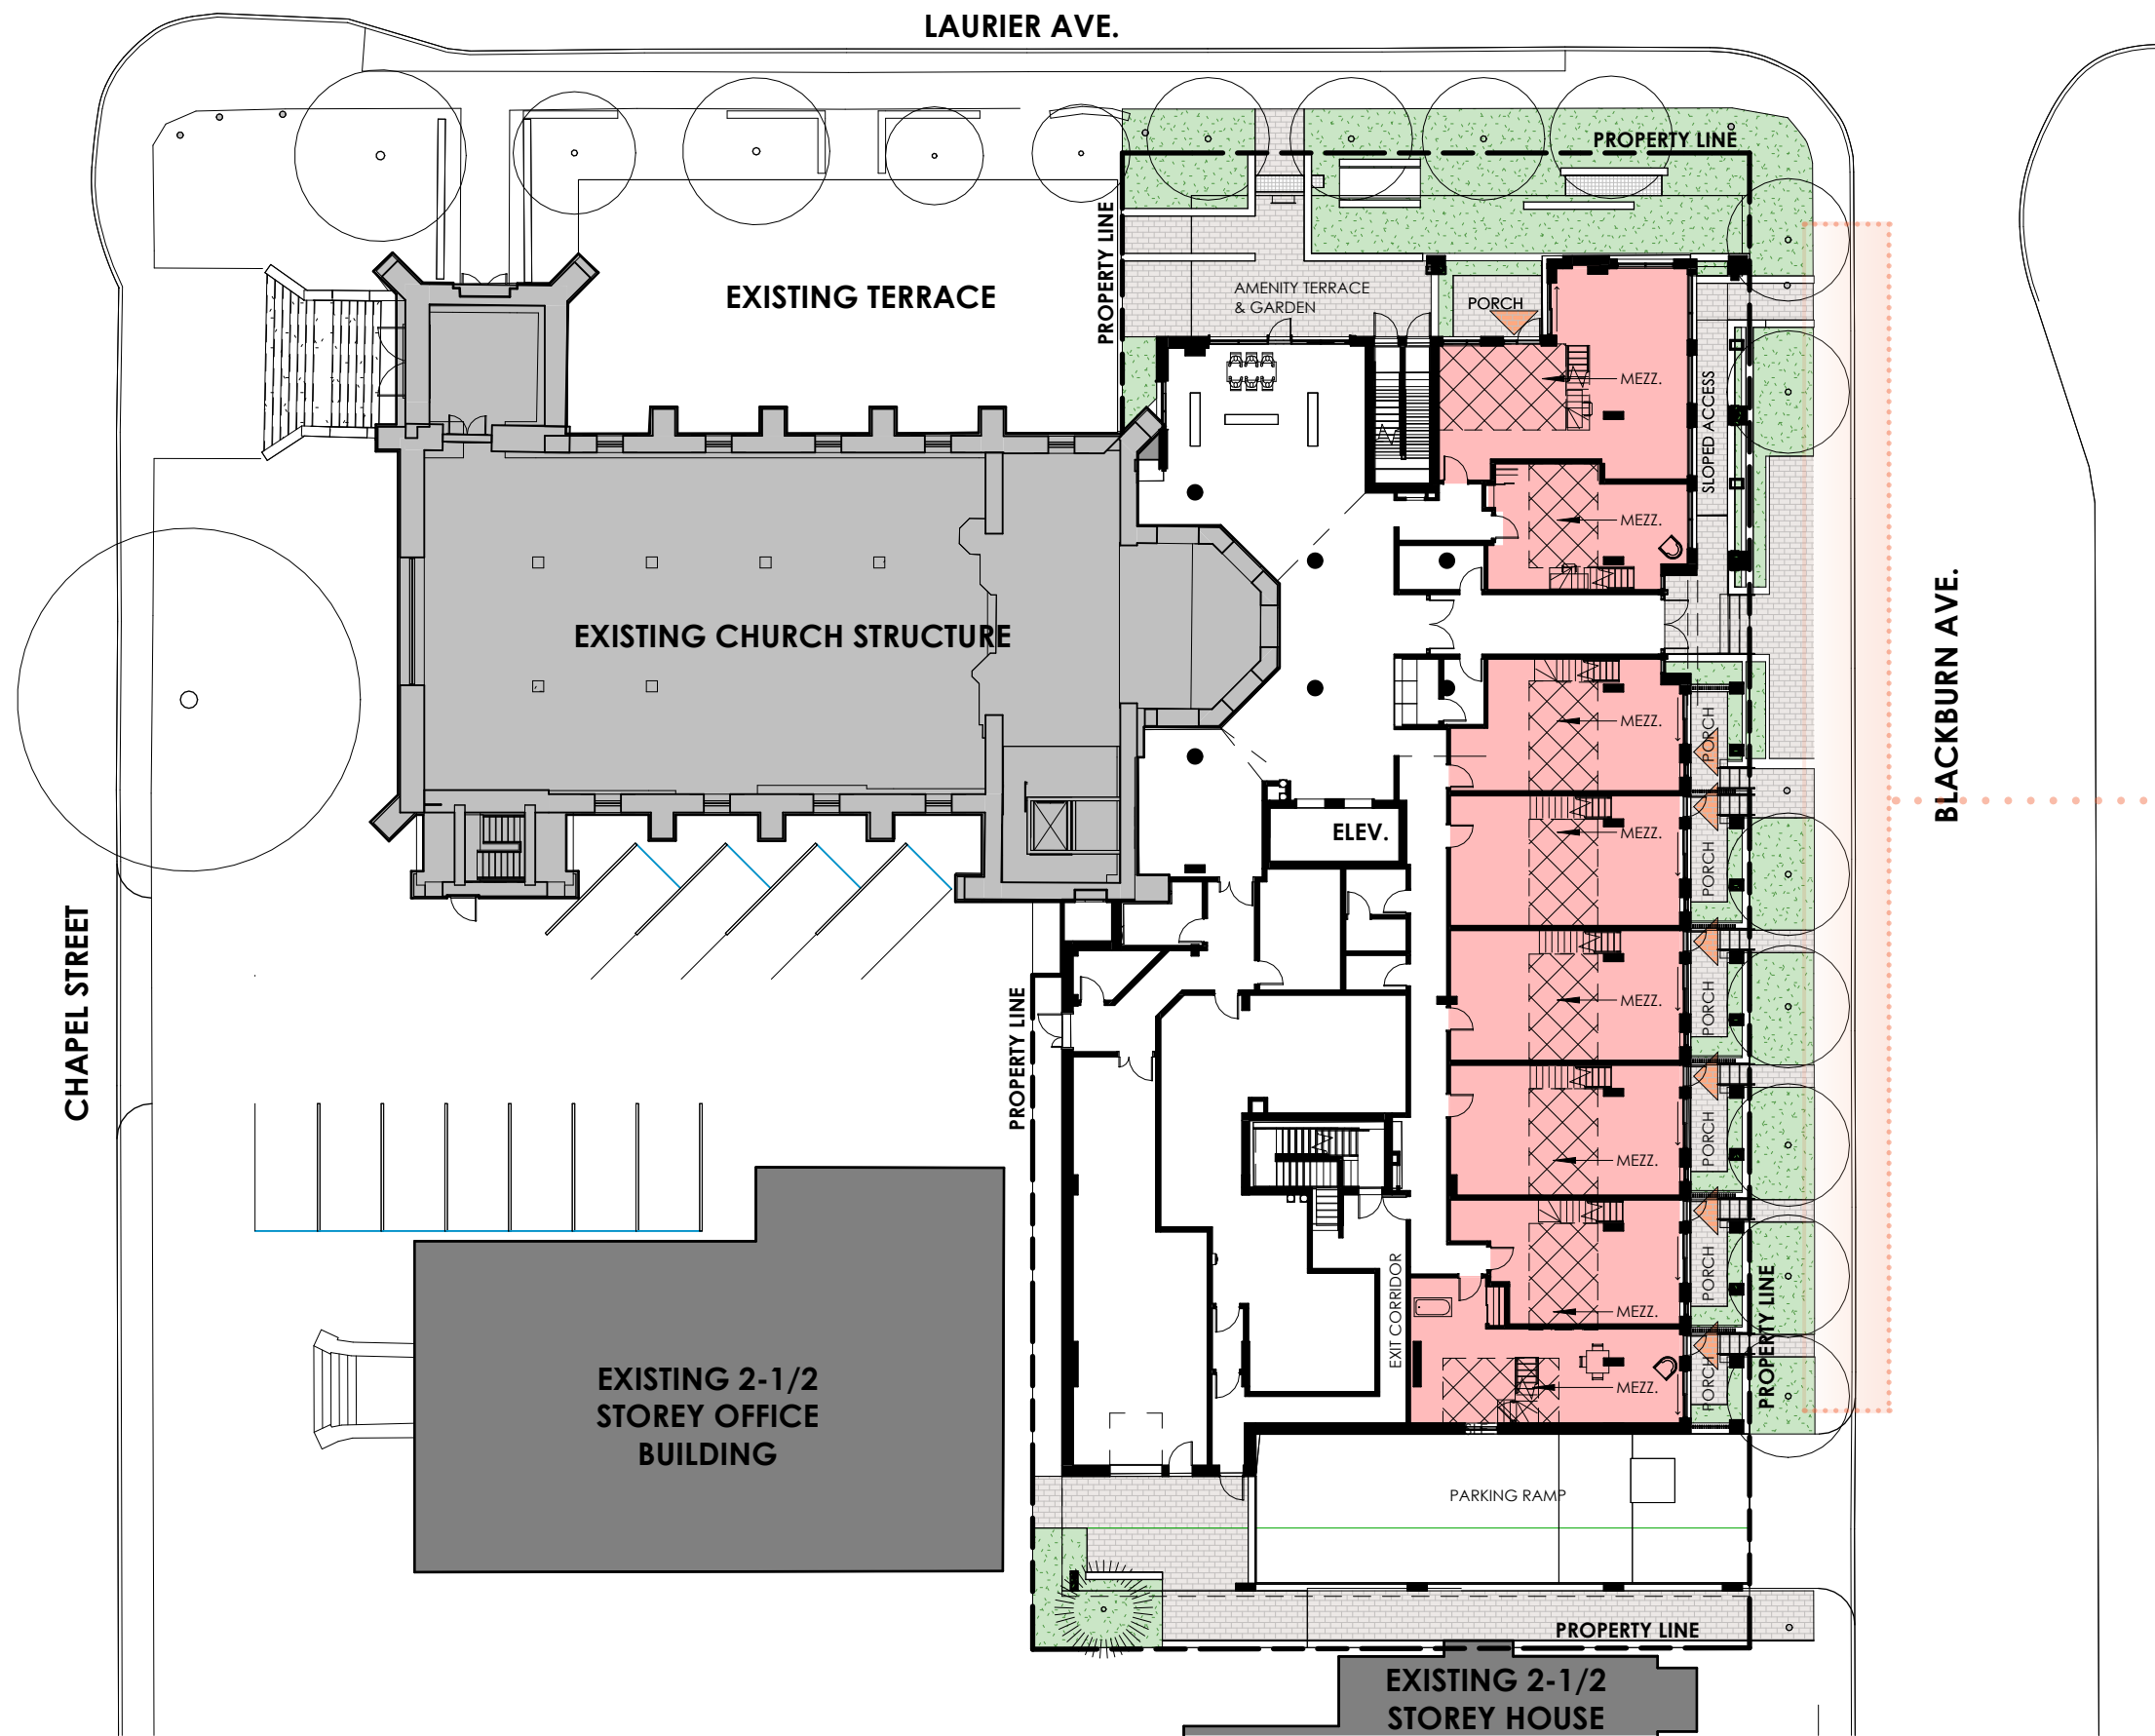 LAURIER AVE.
PROPERTY LINE
PROPERTY LINE
EXISTING TERRACE
AMENITY TERRACE
& GARDEN
PORCH
MEZZ.
SLOPED ACCESS
MEZZ.
EXISTING CHURCH STRUCTURE
BLACKBURN AVE.
MEZZ.
PORCH
ELEV.
MEZZ.
PORCH
CHAPEL STREET
PROPERTY LINE
MEZZ.
PORCH
MEZZ.
PORCH
EXIT CORRIDOR
MEZZ.
PORCH
PROPERTY LINE
EXISTING 2-1/2
STOREY OFFICE
BUILDING
MEZZ.
PORCH
PARKING RAMP
PROPERTY LINE
EXISTING 2-1/2
STOREY HOUSE